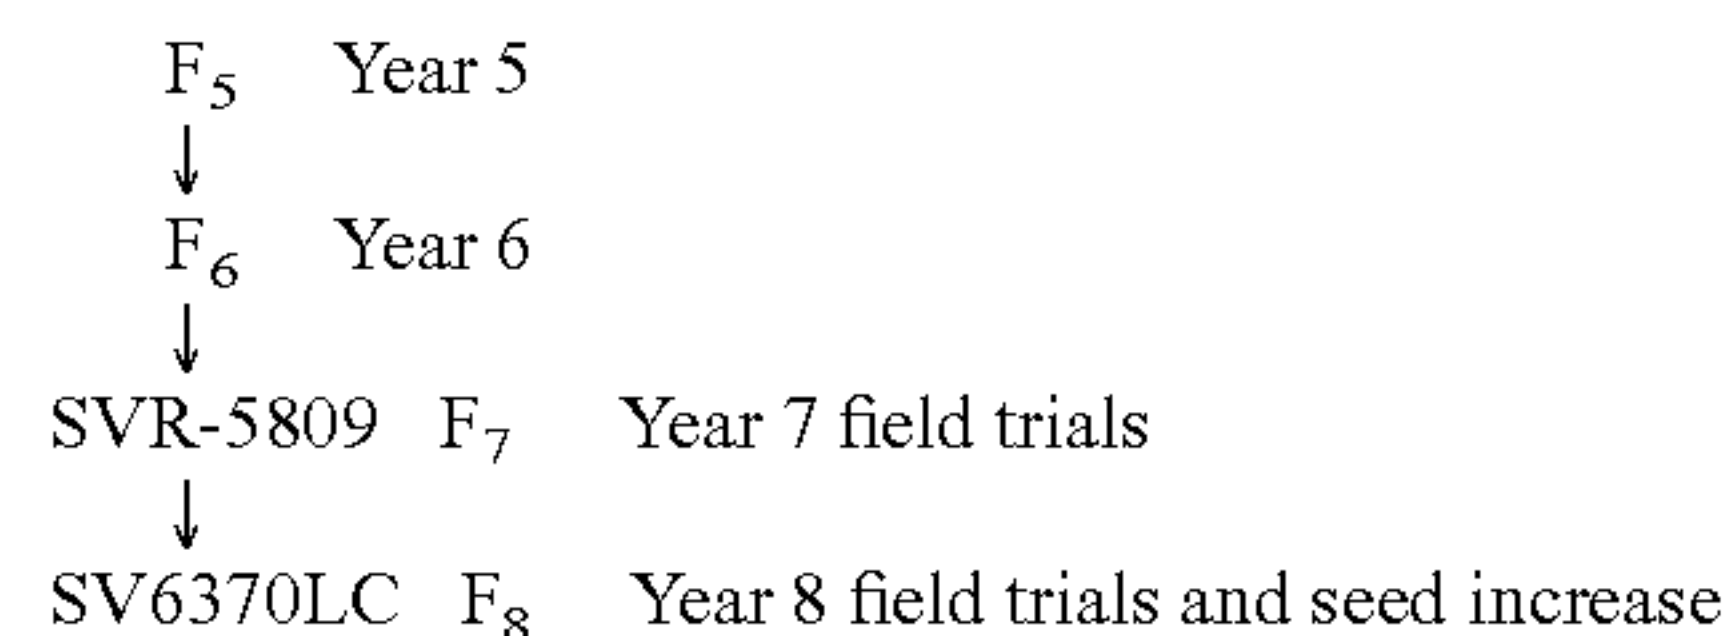 F₅ Year 5
↓
F₆ Year 6
↓
SVR-5809 F₇ Year 7 field trials
↓
SV6370LC F₈ Year 8 field trials and seed increase